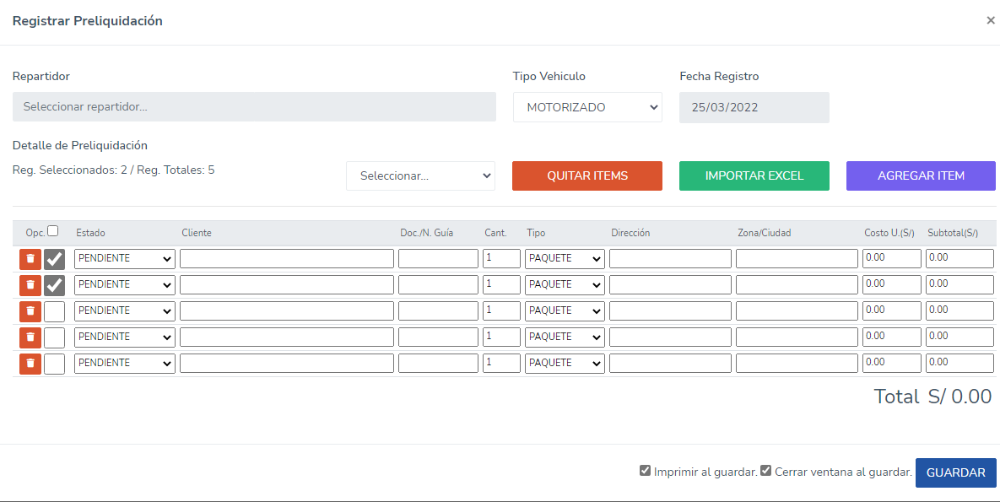 Registrar Preliquidación ×
Repartidor Tipo Vehiculo Fecha Registro
Seleccionar repartidor... MOTORIZADO 25/03/2022
Detalle de Preliquidación
Reg. Seleccionados: 2 / Reg. Totales: 5 Seleccionar... QUITAR ITEMS IMPORTAR EXCEL AGREGAR ITEM
Opc. Estado Cliente Doc./N. Guía Cant. Tipo Dirección Zona/Ciudad Costo U.(S/) Subtotal(S/)
PENDIENTE 1 PAQUETE 0.00 0.00
PENDIENTE 1 PAQUETE 0.00 0.00
PENDIENTE 1 PAQUETE 0.00 0.00
PENDIENTE 1 PAQUETE 0.00 0.00
PENDIENTE 1 PAQUETE 0.00 0.00
Total S/ 0.00
Imprimir al guardar. Cerrar ventana al guardar. GUARDAR